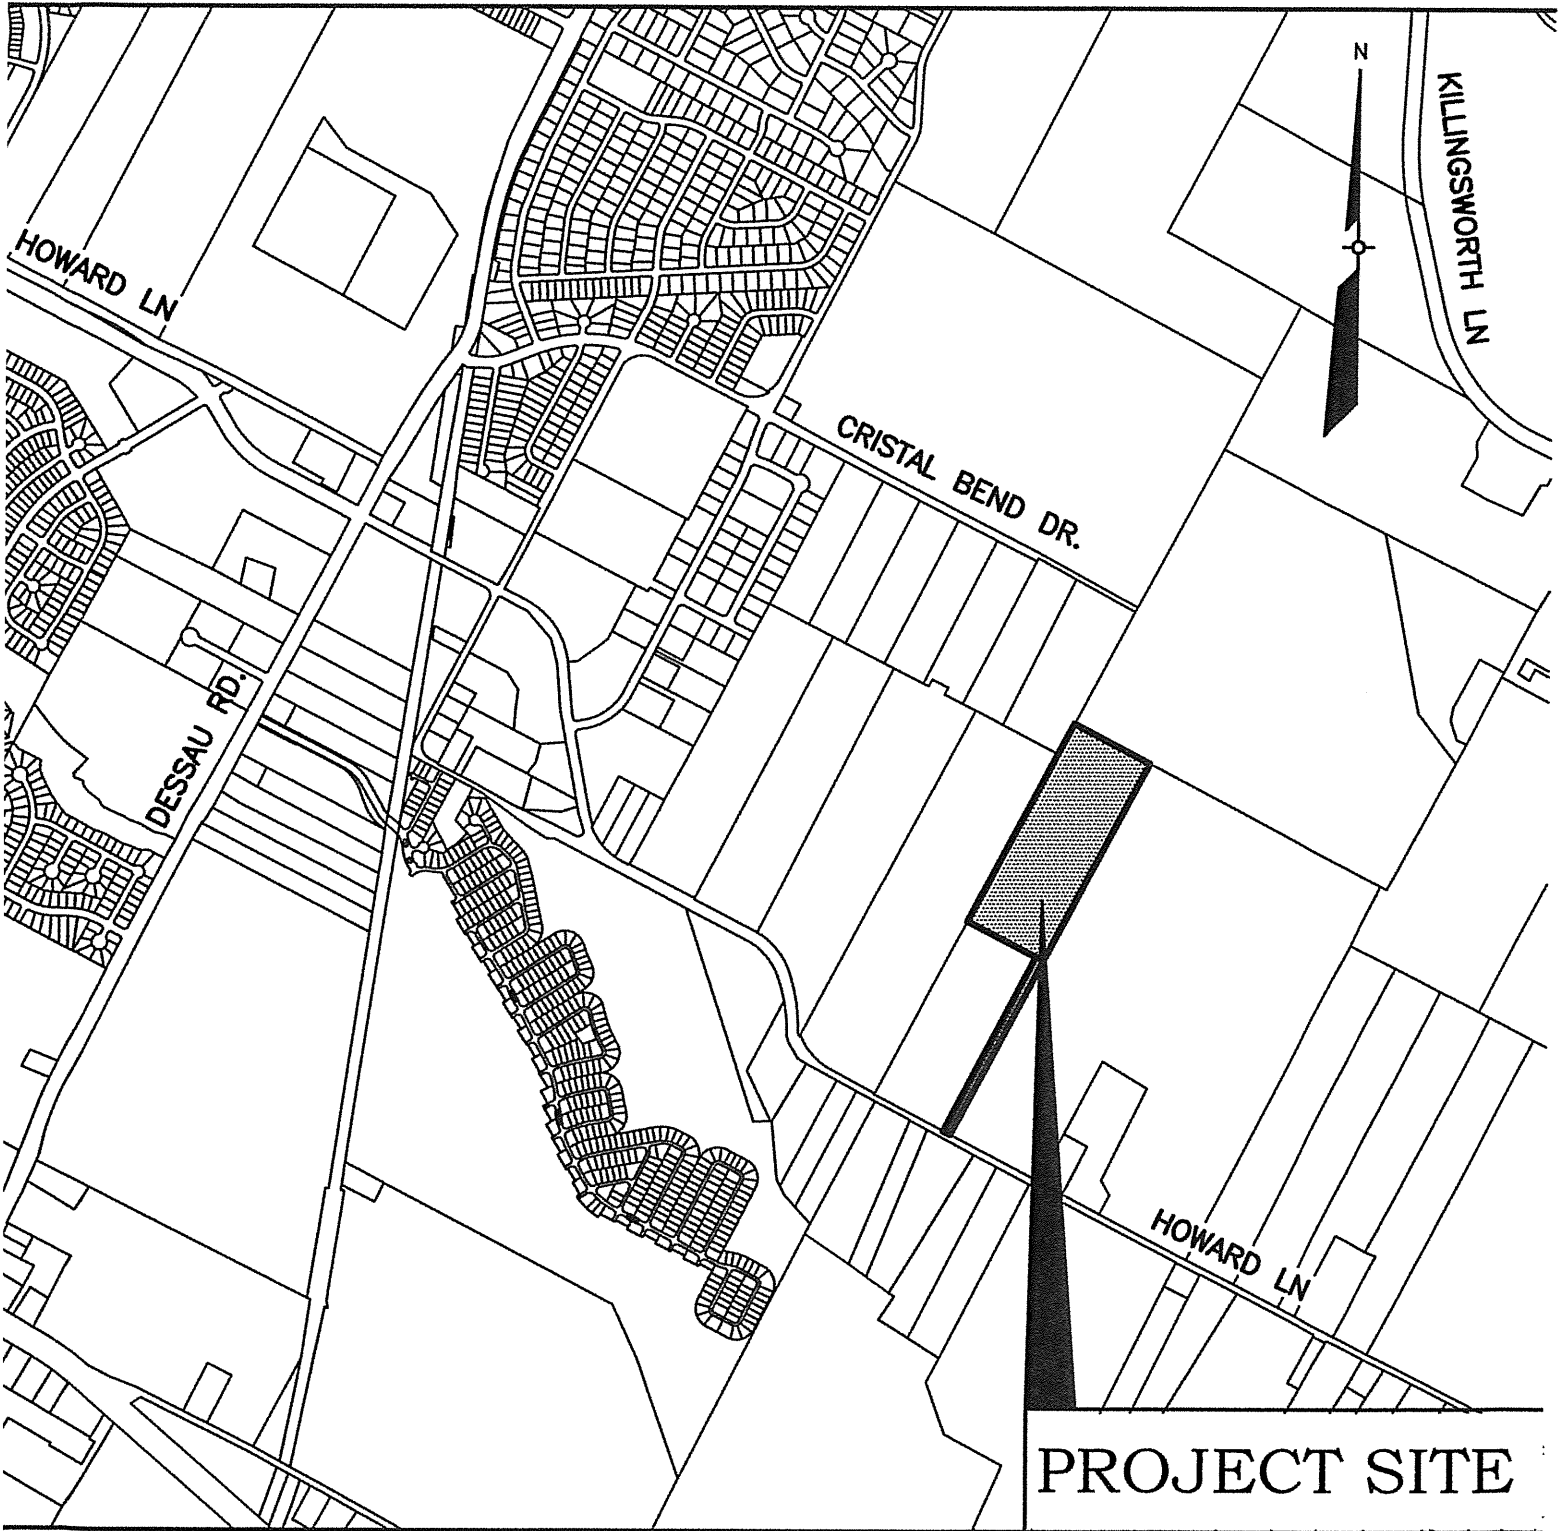 N
KILLINGSWORTH LN
HOWARD LN
CRISTAL BEND DR.
DESSAU RD.
HOWARD LN
PROJECT SITE